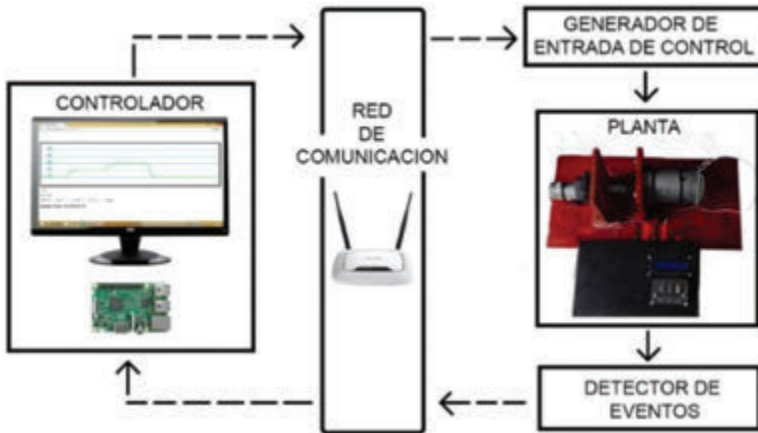 GENERADOR DE
ENTRADA DE CONTROL
CONTROLADOR
RED
DE
COMUNICACION
PLANTA
DETECTOR DE
EVENTOS